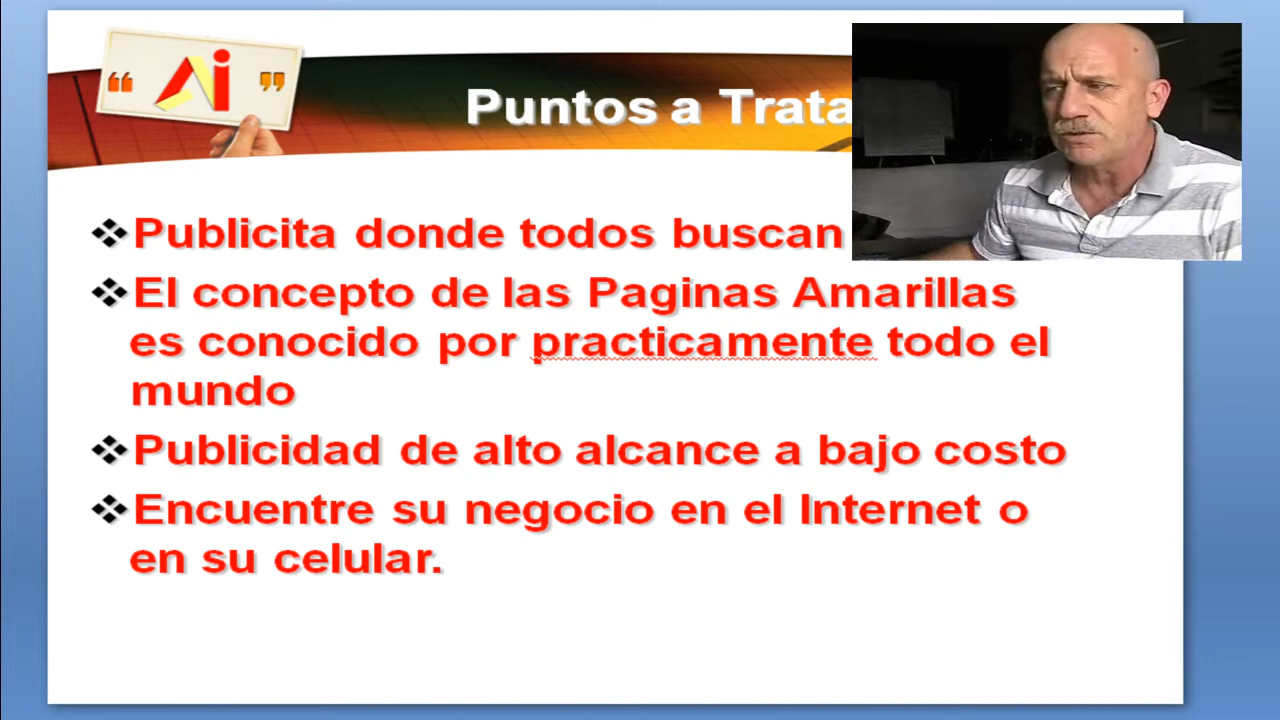 “ Ai ”
Puntos a Trata
Publicita donde todos buscan
El concepto de las Paginas Amarillas
es conocido por practicamente todo el
mundo
Publicidad de alto alcance a bajo costo
Encuentre su negocio en el Internet o
en su celular.